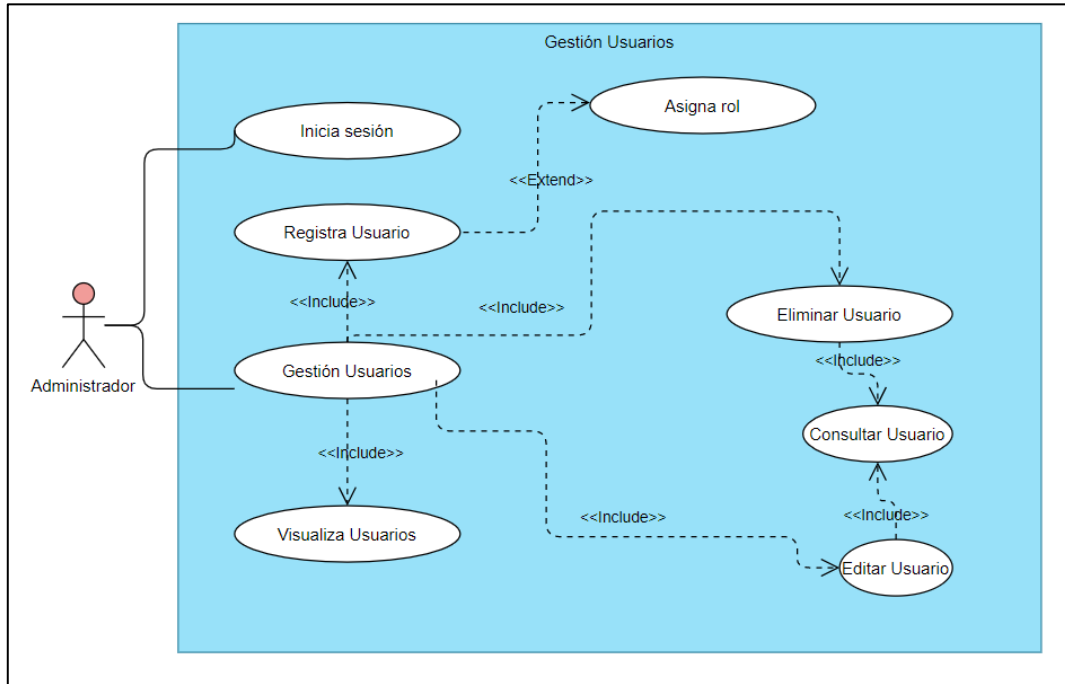 Gestión Usuarios
Asigna rol
Inicia sesión
<<Extend>>
Registra Usuario
<<Include>>
<<Include>>
Eliminar Usuario
<<Include>>
Gestión Usuarios
Administrador
Consultar Usuario
<<Include>>
<<Include>>
<<Include>>
Visualiza Usuarios
Editar Usuario